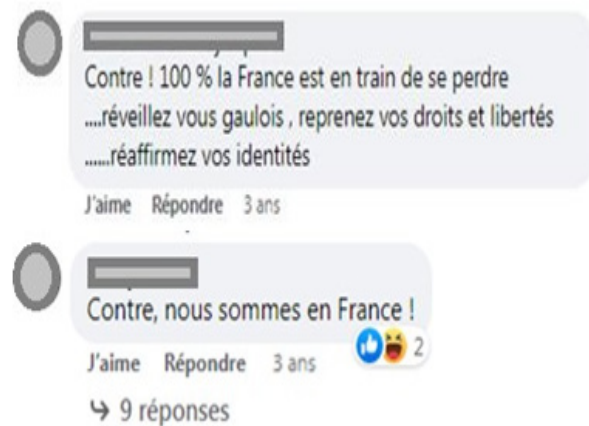 Contre ! 100 % la France est en train de se perdre
....réveillez vous gaulois , reprenez vos droits et libertés
......réaffirmez vos identités
J'aime Répondre 3 ans
Contre, nous sommes en France !
J'aime Répondre 3 ans 2
9 réponses